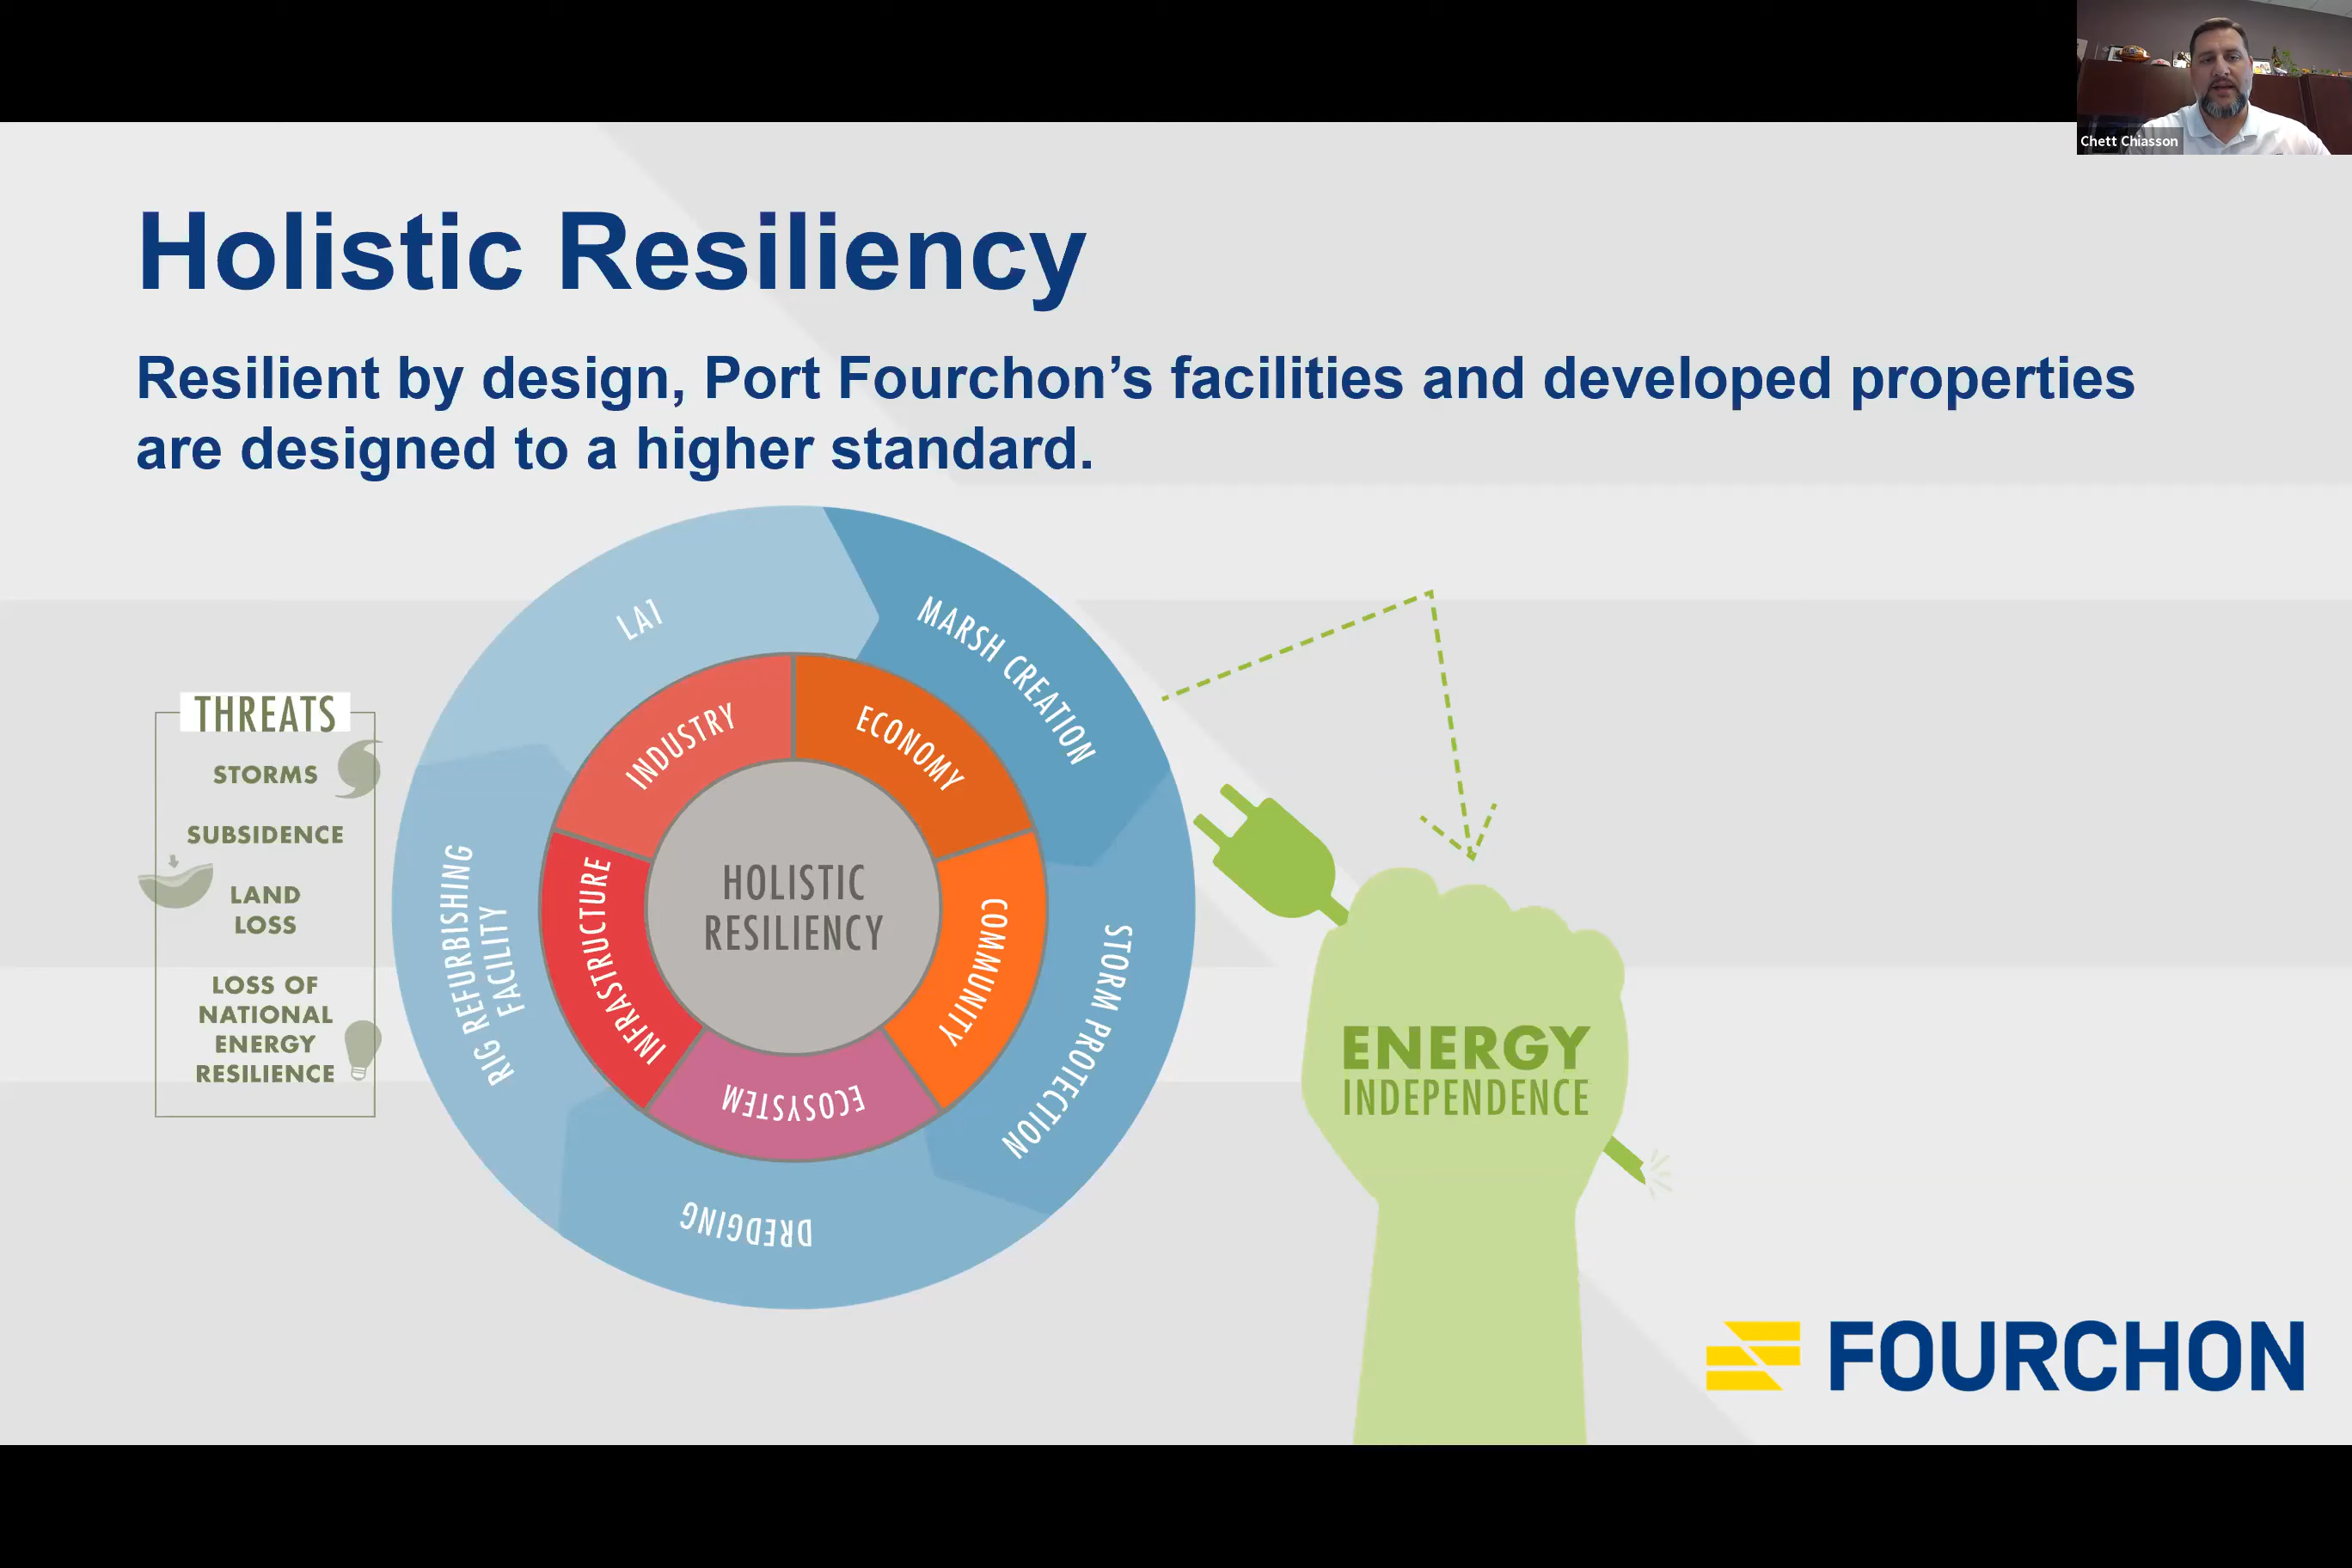 Chett Chiasson
Holistic Resiliency
Resilient by design, Port Fourchon’s facilities and developed properties
are designed to a higher standard.
THREATS
STORMS
SUBSIDENCE
LAND
LOSS
LOSS OF
NATIONAL
ENERGY
RESILIENCE
LA1
MARSH CREATION
STORM PROTECTION
DREDGING
RIG REFURBISHING
FACILITY
INDUSTRY
ECONOMY
COMMUNITY
ECOSYSTEM
INFRASTRUCTURE
HOLISTIC
RESILIENCY
ENERGY
INDEPENDENCE
FOURCHON